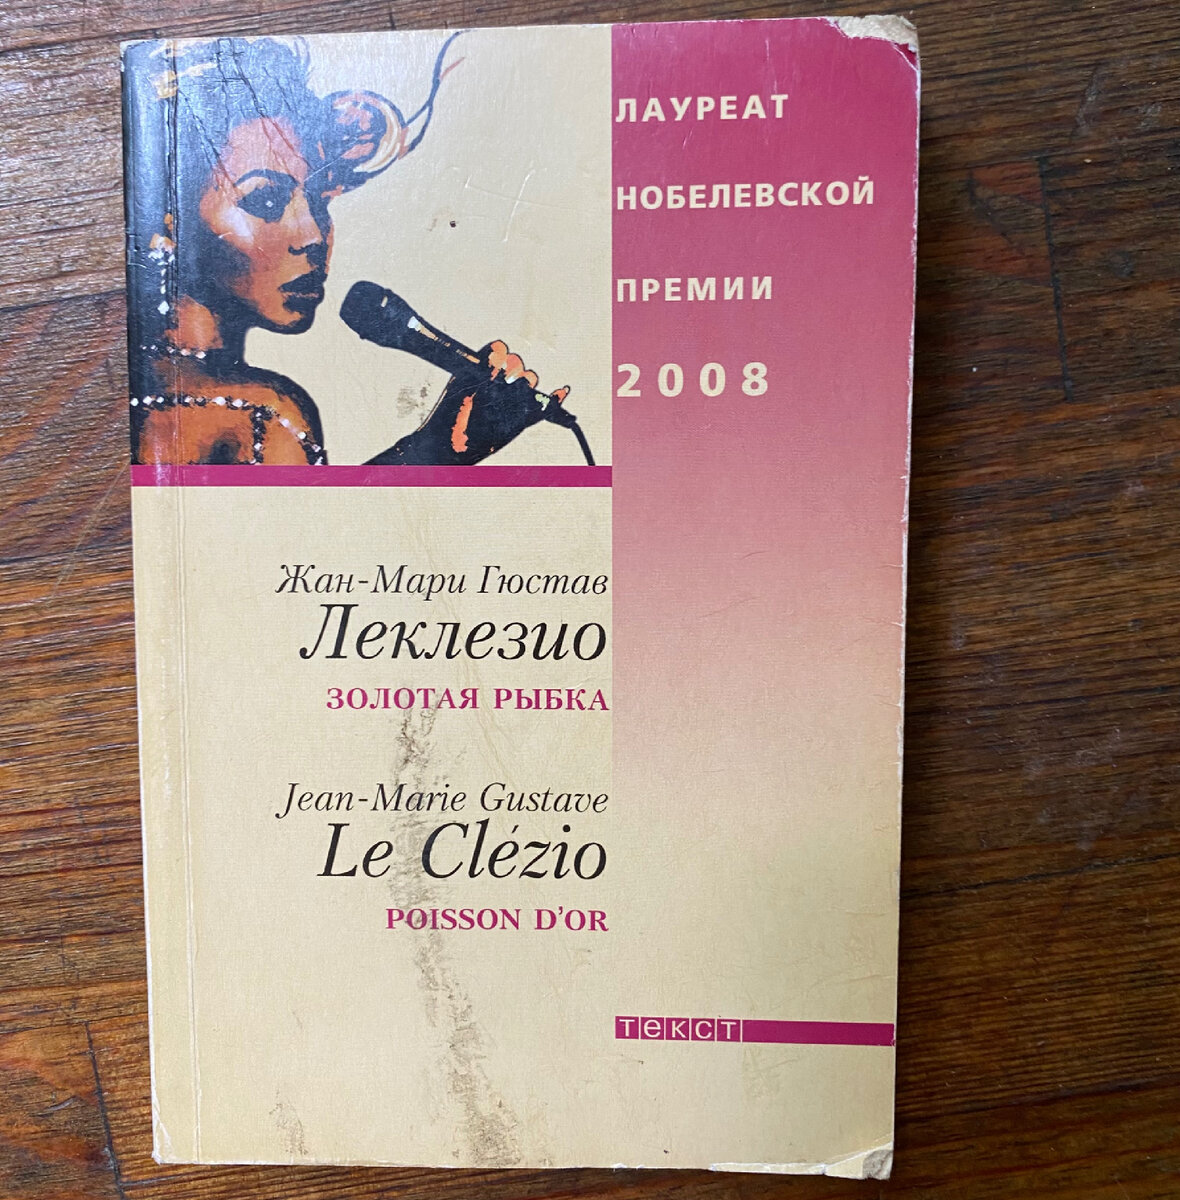 ЛАУРЕАТ
НОБЕЛЕВСКОЙ
ПРЕМИИ
2008
Жан-Мари Гюстав
Леклезио
ЗОЛОТАЯ РЫБКА
Jean-Marie Gustave
Le Clézio
POISSON D'OR
текст